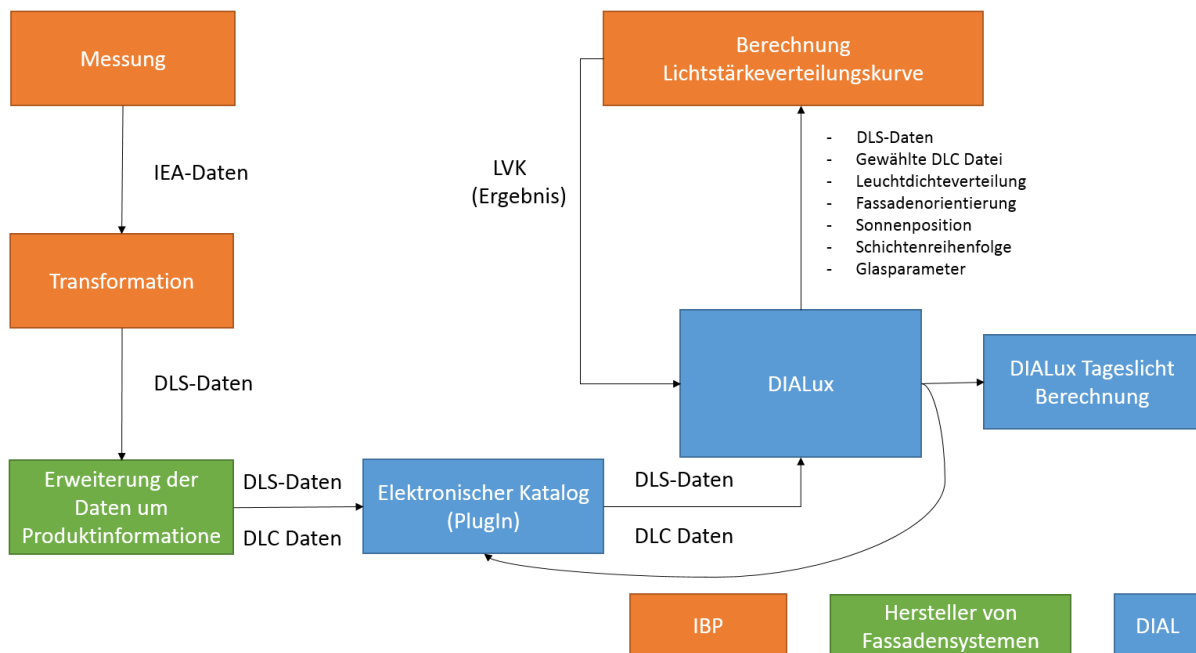 Messung
Berechnung
Lichtstärkeverteilungskurve
IEA-Daten
LVK
(Ergebnis)
- DLS-Daten
- Gewählte DLC Datei
- Leuchtdichteverteilung
- Fassadenorientierung
- Sonnenposition
- Schichtenreihenfolge
- Glasparameter
Transformation
DLS-Daten
DIALux
DIALux Tageslicht
Berechnung
Erweiterung der
Daten um
Produktinformatione
DLS-Daten
DLC Daten
Elektronischer Katalog
(PlugIn)
DLS-Daten
DLC Daten
IBP
Hersteller von
Fassadensystemen
DIAL